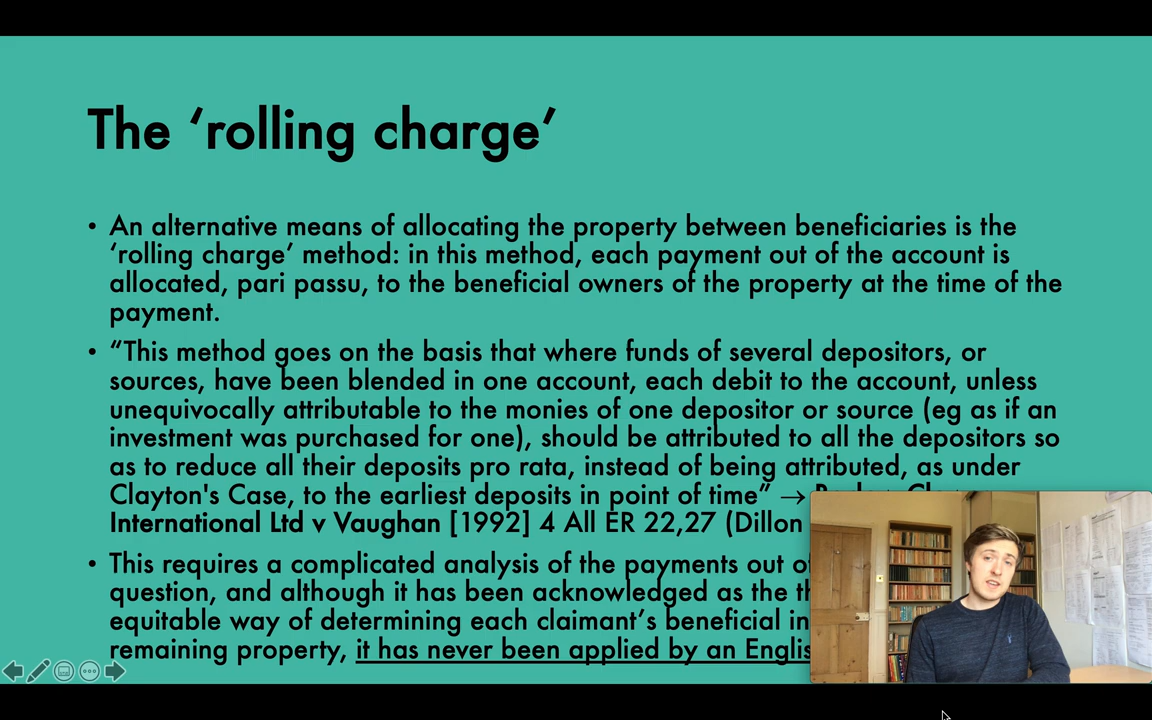 The ‘rolling charge’
• An alternative means of allocating the property between beneficiaries is the
‘rolling charge’ method: in this method, each payment out of the account is
allocated, pari passu, to the beneficial owners of the property at the time of the
payment.
• “This method goes on the basis that where funds of several depositors, or
sources, have been blended in one account, each debit to the account, unless
unequivocally attributable to the monies of one depositor or source (eg as if an
investment was purchased for one), should be attributed to all the depositors so
as to reduce all their deposits pro rata, instead of being attributed, as under
Clayton's Case, to the earliest deposits in point of time” →
International Ltd v Vaughan [1992] 4 All ER 22,27 (Dillon
• This requires a complicated analysis of the payments out of
question, and although it has been acknowledged as the
equitable way of determining each claimant’s beneficial
remaining property, it has never been applied by an